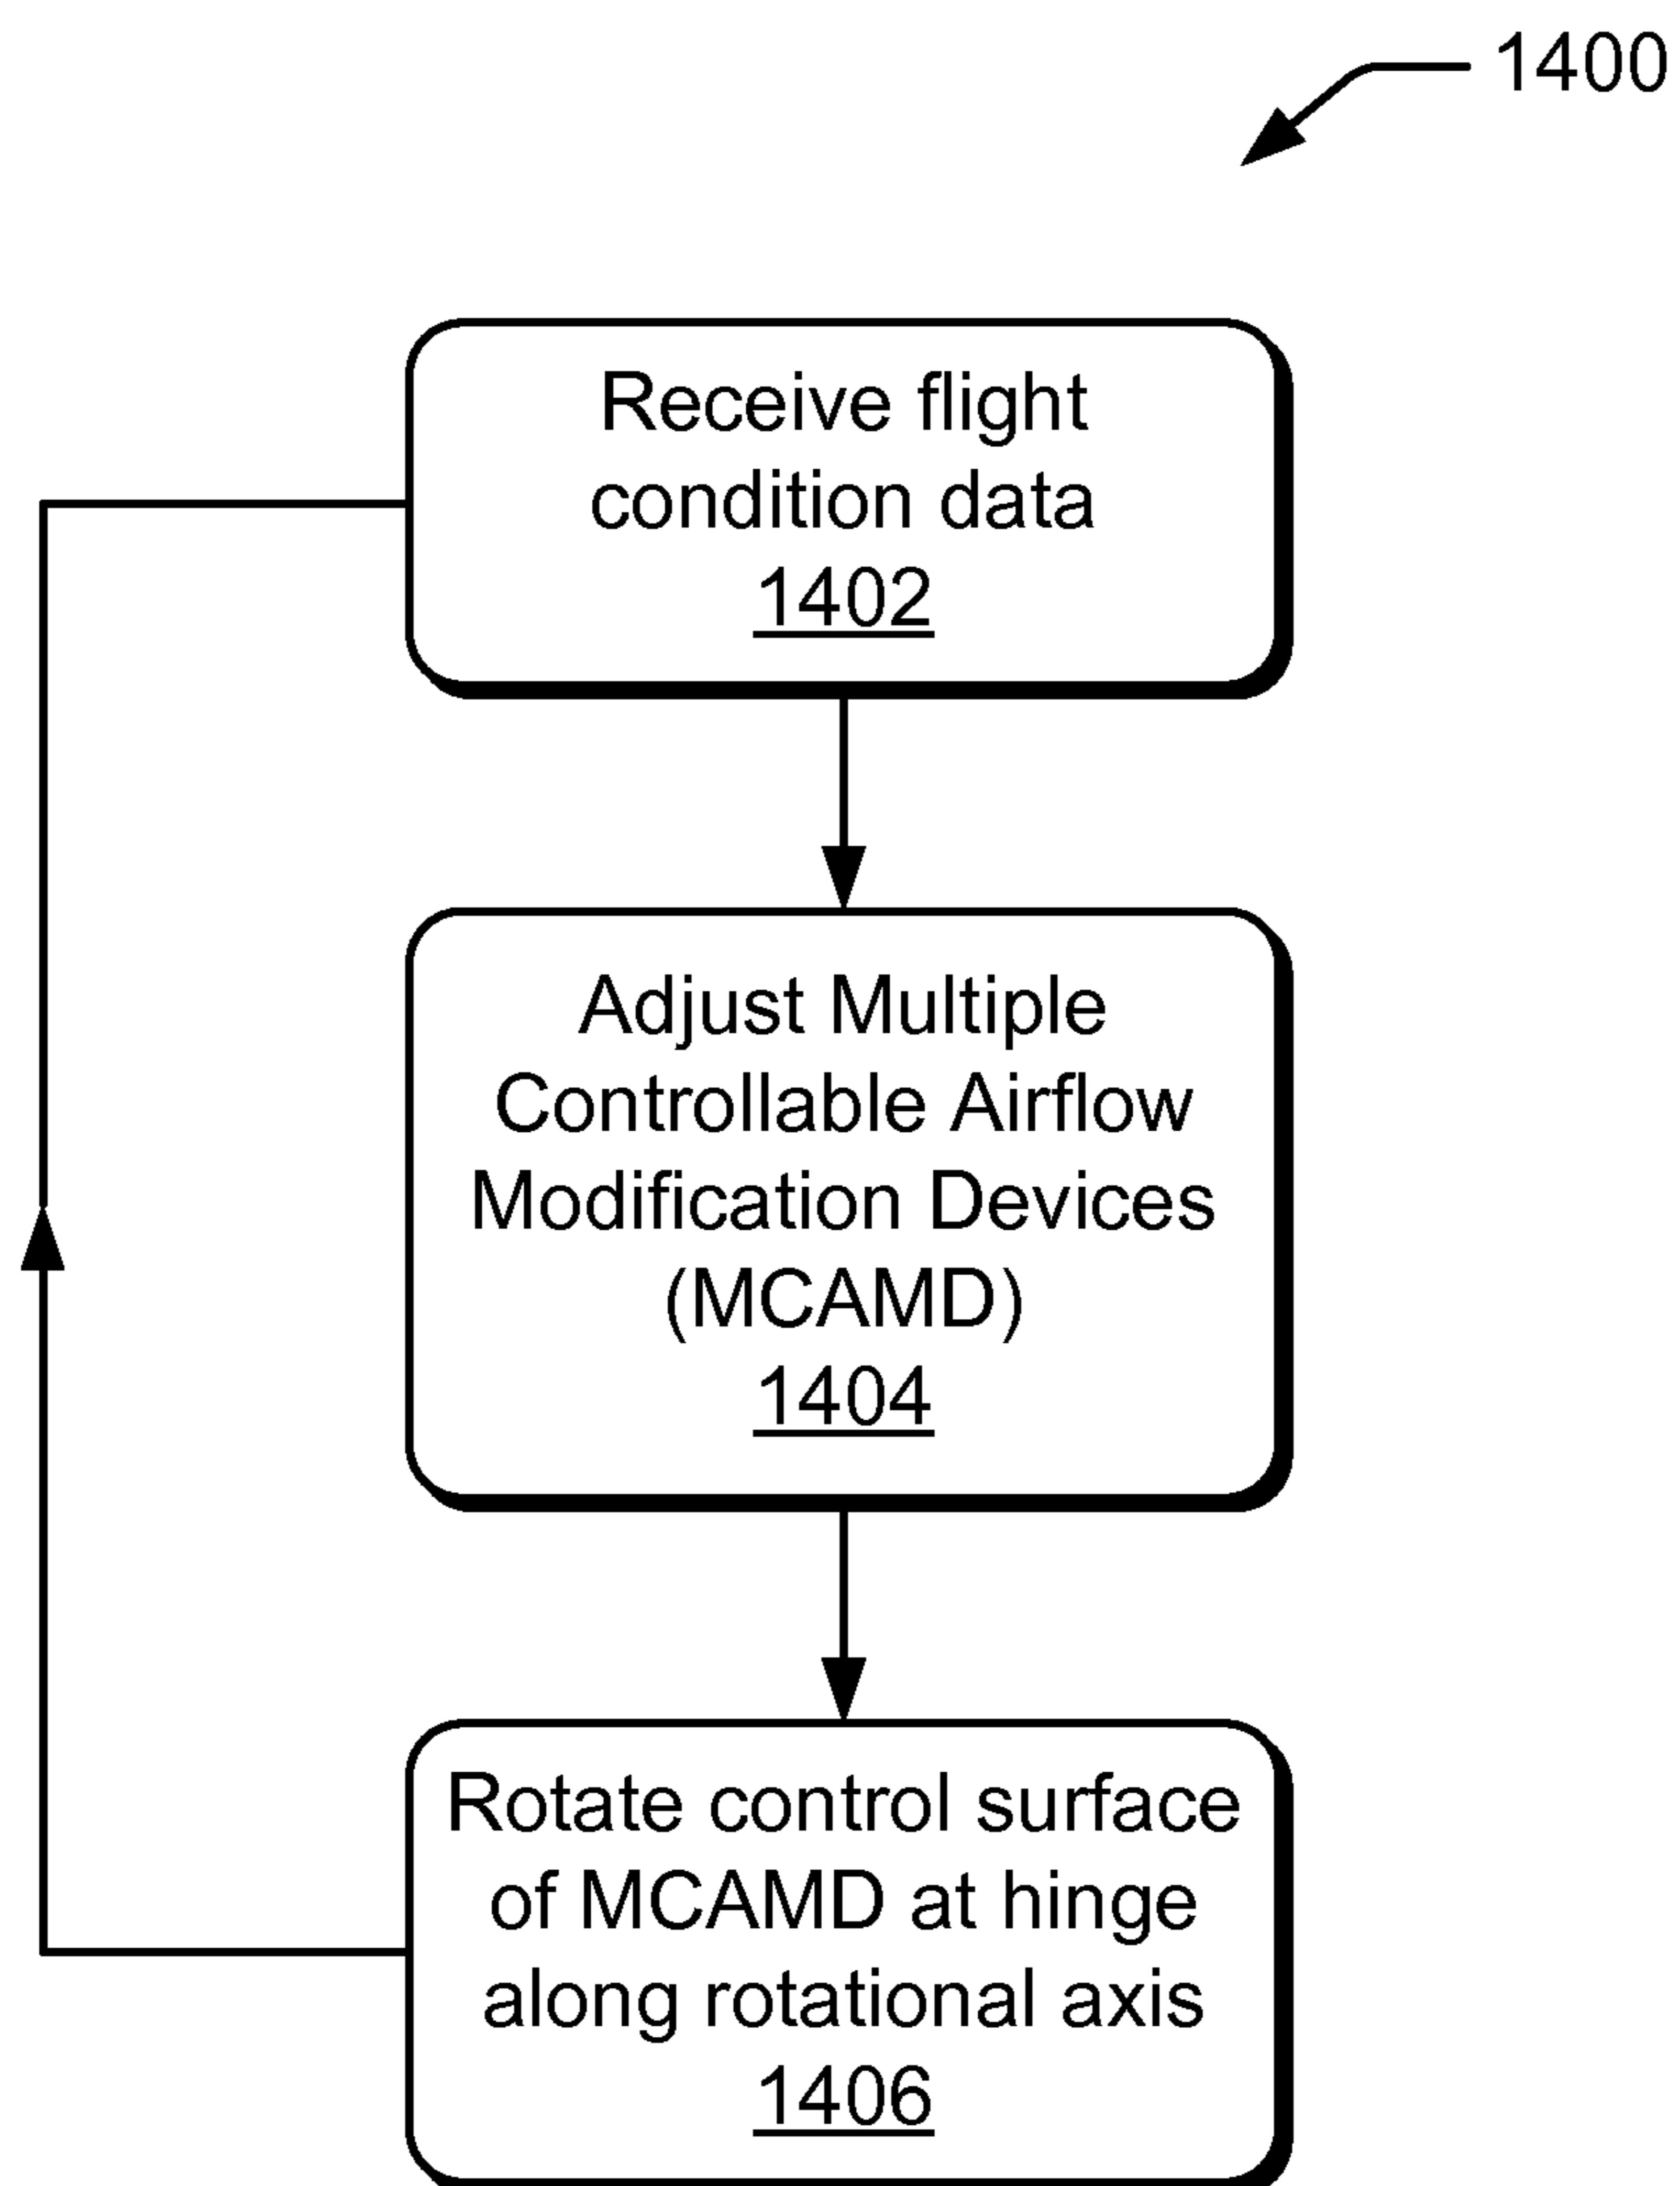 1400
Receive flight
condition data
1402
Adjust Multiple
Controllable Airflow
Modification Devices
(MCAMD)
1404
Rotate control surface
of MCAMD at hinge
along rotational axis
1406